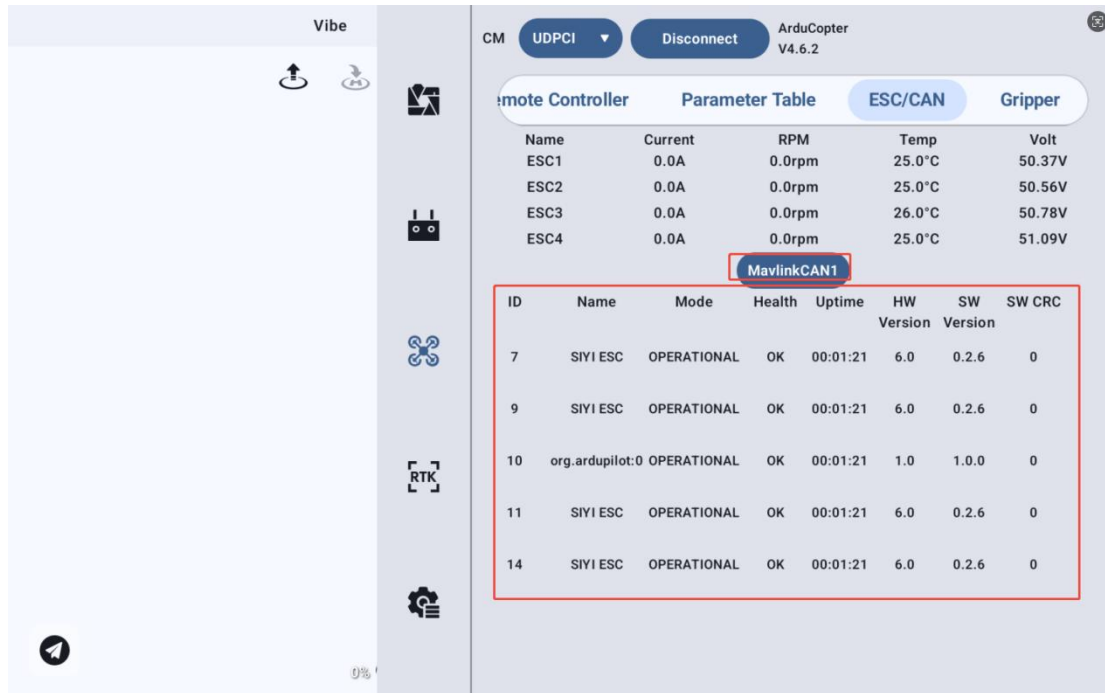 Vibe
CM UDPCI ▼ Disconnect ArduCopter
V4.6.2
emote Controller Parameter Table ESC/CAN Gripper
Name Current RPM Temp Volt
ESC1 0.0A 0.0rpm 25.0°C 50.37V
ESC2 0.0A 0.0rpm 25.0°C 50.56V
ESC3 0.0A 0.0rpm 26.0°C 50.78V
ESC4 0.0A 0.0rpm 25.0°C 51.09V
MavlinkCAN1
ID Name Mode Health Uptime HW Version SW Version SW CRC
7 SIYI ESC OPERATIONAL OK 00:01:21 6.0 0.2.6 0
9 SIYI ESC OPERATIONAL OK 00:01:21 6.0 0.2.6 0
10 org.ardupilot:0 OPERATIONAL OK 00:01:21 1.0 1.0.0 0
RTK
11 SIYI ESC OPERATIONAL OK 00:01:21 6.0 0.2.6 0
14 SIYI ESC OPERATIONAL OK 00:01:21 6.0 0.2.6 0
0%